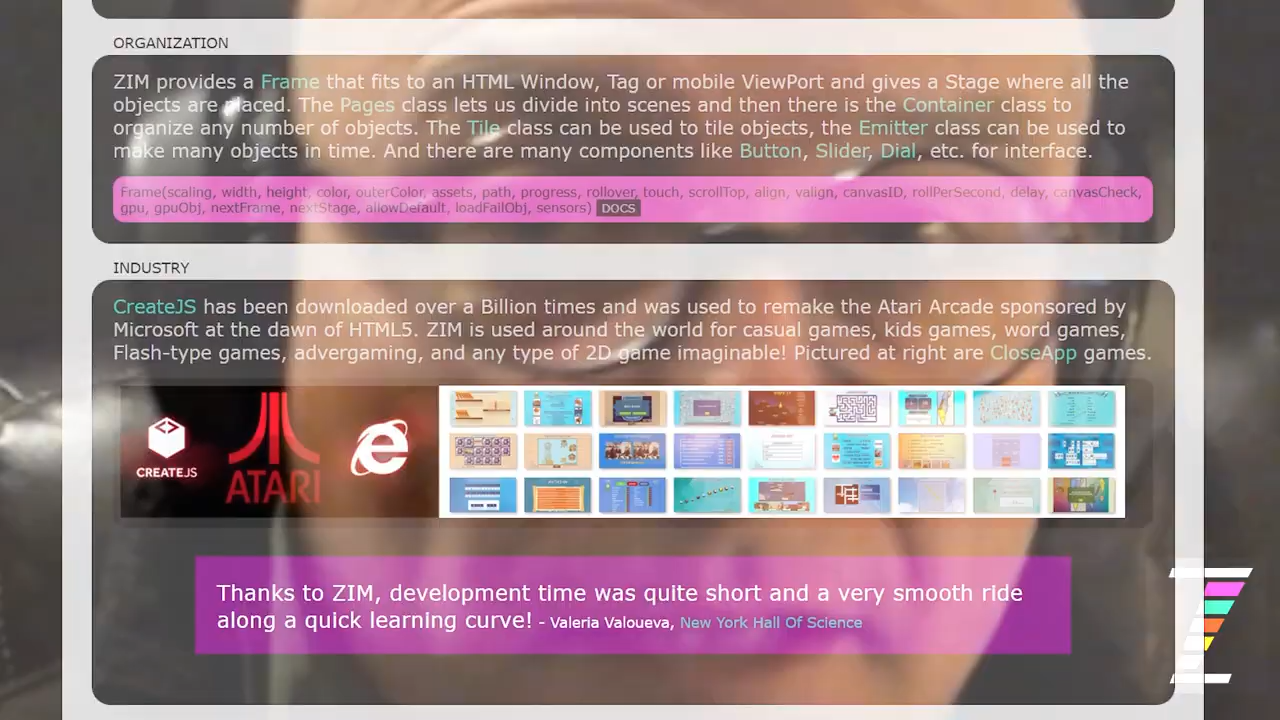 ORGANIZATION
ZIM provides a Frame that fits to an HTML Window, Tag or mobile ViewPort and gives a Stage where all the
objects are placed. The Pages class lets us divide into scenes and then there is the Container class to
organize any number of objects. The Tile class can be used to tile objects, the Emitter class can be used to
make many objects in time. And there are many components like Button, Slider, Dial, etc. for interface.
Frame(scaling, width, height, color, outerColor, assets, path, progress, rollover, touch, scrollTop, align, valign, canvasID, rollPerSecond, delay, canvasCheck,
gpu, gpuObj, nextFrame, nextStage, allowDefault, loadFailObj, sensors) DOCS
INDUSTRY
CreateJS has been downloaded over a Billion times and was used to remake the Atari Arcade sponsored by
Microsoft at the dawn of HTML5. ZIM is used around the world for casual games, kids games, word games,
Flash-type games, advergaming, and any type of 2D game imaginable! Pictured at right are CloseApp games.
CREATEJS
ATARI
Thanks to ZIM, development time was quite short and a very smooth ride
along a quick learning curve! - Valeria Valoueva, New York Hall Of Science